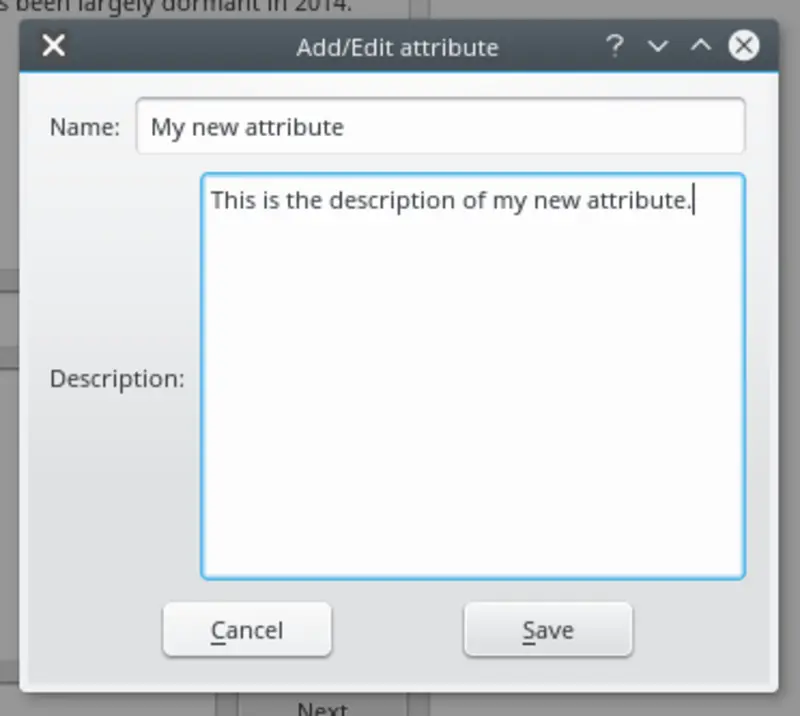 s been largely dormant in 2014.
Add/Edit attribute
Name: My new attribute
This is the description of my new attribute.
Description:
Cancel Save
Next